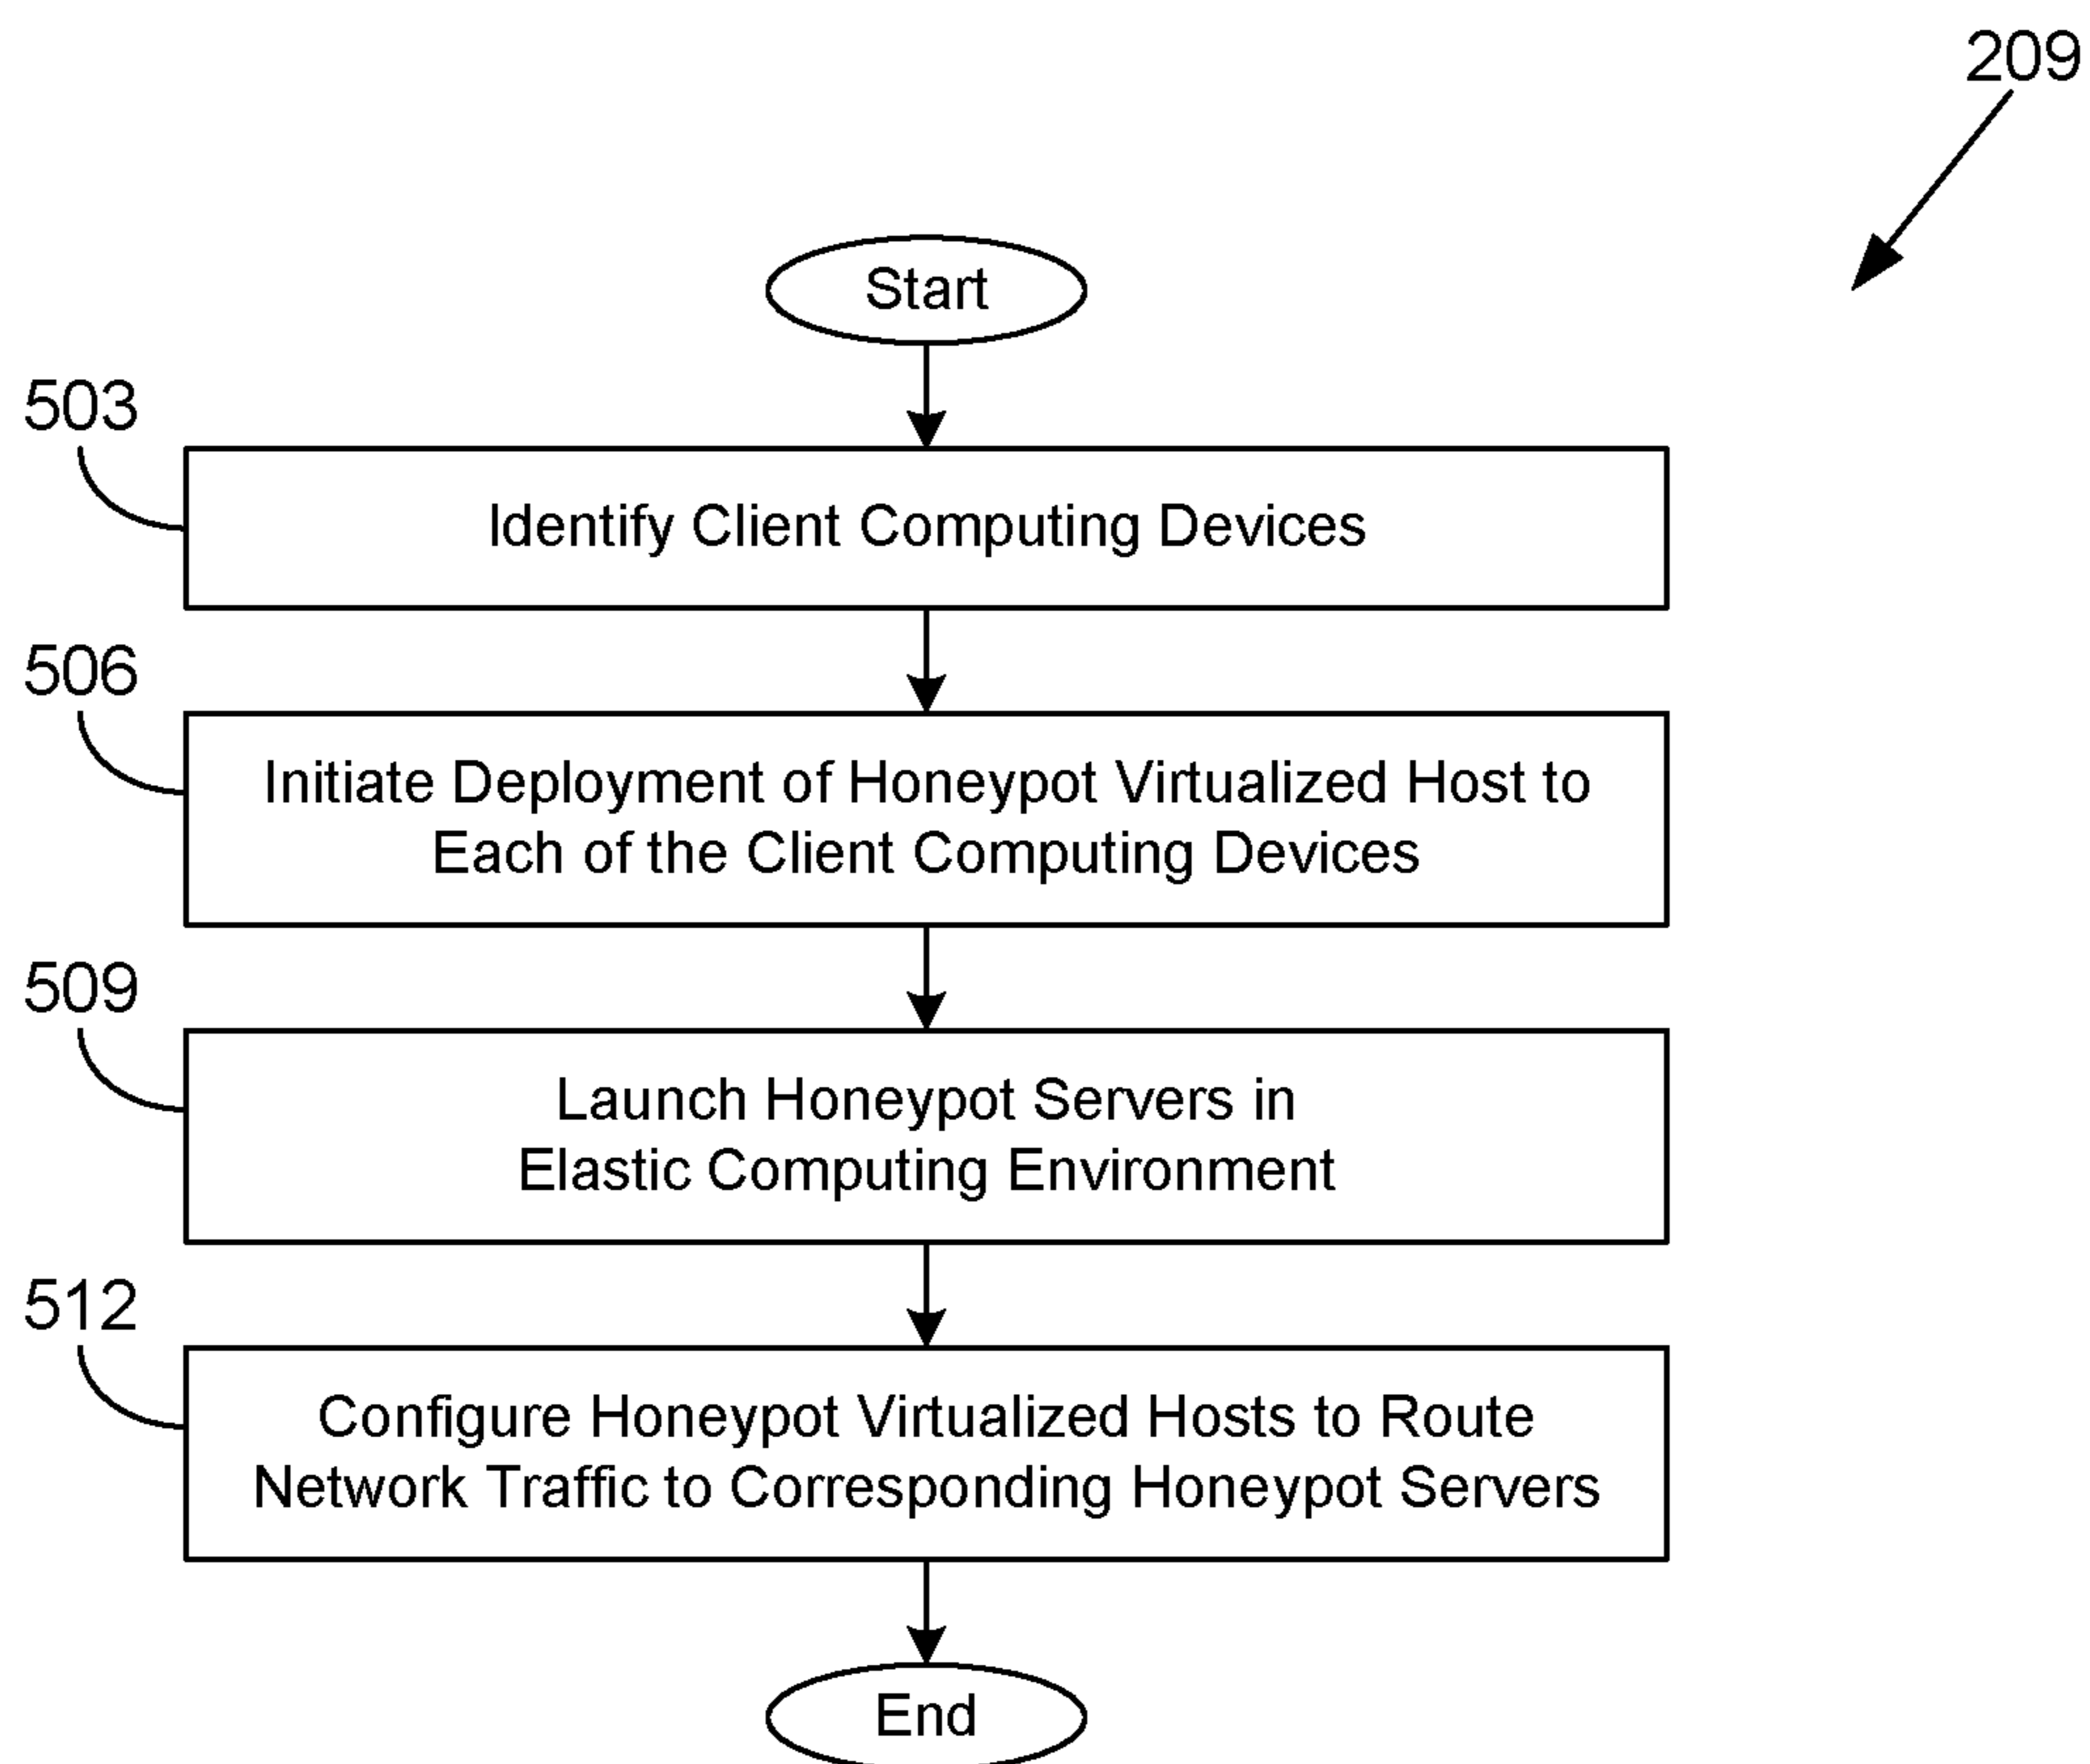 209
Start
503
Identify Client Computing Devices
506
Initiate Deployment of Honeypot Virtualized Host to
Each of the Client Computing Devices
509
Launch Honeypot Servers in
Elastic Computing Environment
512
Configure Honeypot Virtualized Hosts to Route
Network Traffic to Corresponding Honeypot Servers
End